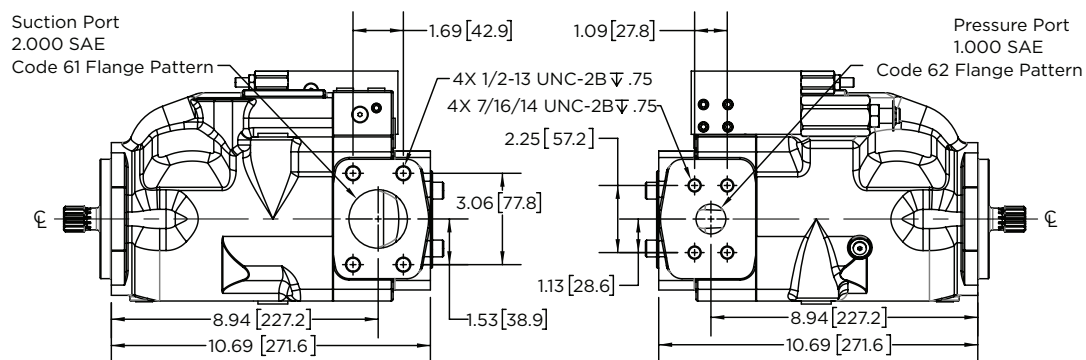 Suction Port
2.000 SAE
Code 61 Flange Pattern
1.69 [42.9]
1.09 [27.8]
Pressure Port
1.000 SAE
Code 62 Flange Pattern
4X 1/2-13 UNC-2B ↧ .75
4X 7/16/14 UNC-2B ↧ .75
2.25 [57.2]
3.06 [77.8]
℄
℄
1.13 [28.6]
1.53 [38.9]
8.94 [227.2]
10.69 [271.6]
8.94 [227.2]
10.69 [271.6]